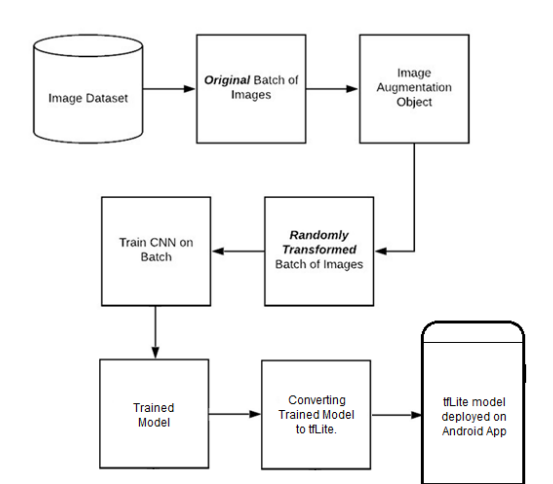 Image Dataset
Original Batch of
Images
Image
Augmentation
Object
Train CNN on
Batch
Randomly
Transformed
Batch of Images
Trained
Model
Converting
Trained Model
to tfLite.
tfLite model
deployed on
Android App